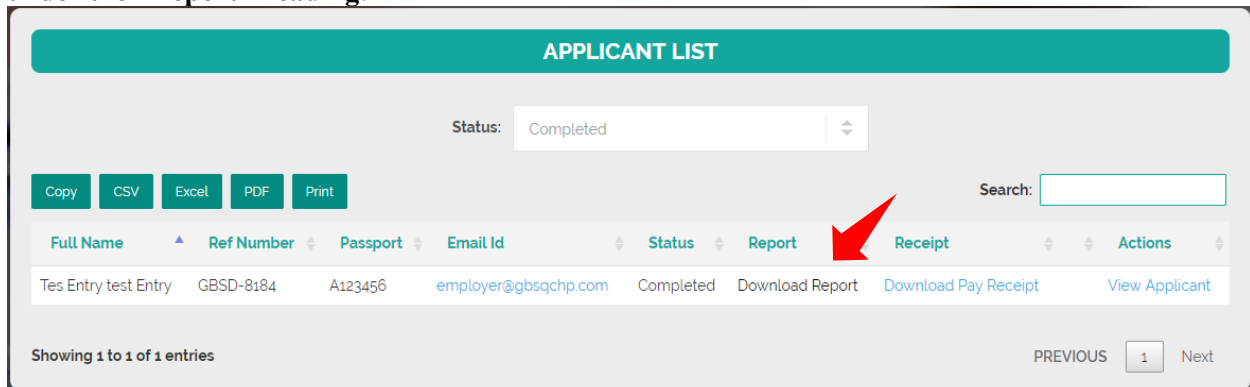 APPLICANT LIST
Status: Completed
Copy CSV Excel PDF Print Search:
Full Name Ref Number Passport Email Id Status Report Receipt Actions
Tes Entry test Entry GBSD-8184 A123456 employer@gbsqchp.com Completed Download Report Download Pay Receipt View Applicant
Showing 1 to 1 of 1 entries PREVIOUS 1 Next